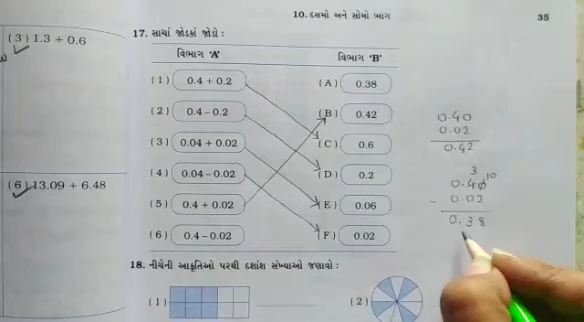 10. દસમો અને સોમો ભાગ
35
(3) 1.3 + 0.6
(6) 13.09 + 6.48
17. સાચાં જોડકાં જોડો :
વિભાગ 'A' વિભાગ 'B'
(1) 0.4 + 0.2 (A) 0.38
(2) 0.4 – 0.2 (B) 0.42
(3) 0.04 + 0.02 (C) 0.6
(4) 0.04 – 0.02 (D) 0.2
(5) 0.4 + 0.02 (E) 0.06
(6) 0.4 – 0.02 (F) 0.02
0.40
0.02
0.42
3 10
0.40
- 0.02
0.38
18. નીચેની આકૃતિઓ પરથી દશાંશ સંખ્યાઓ જણાવો :
(1) (2)